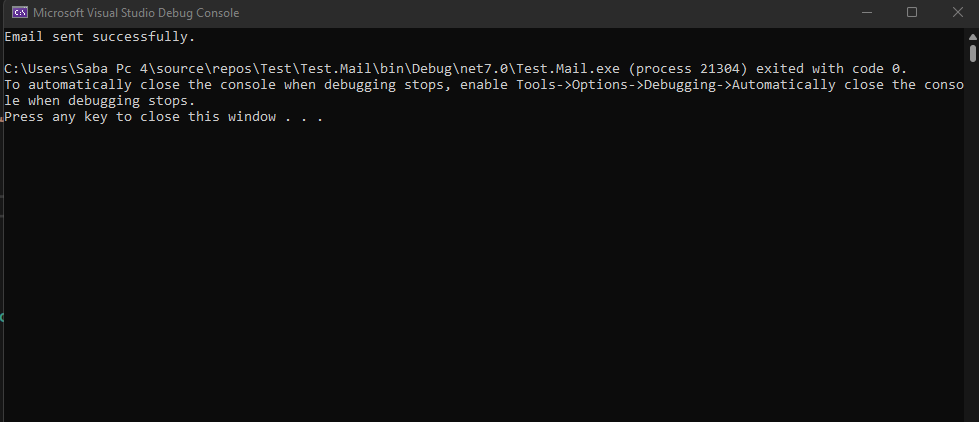 Microsoft Visual Studio Debug Console
Email sent successfully.
C:\Users\Saba Pc 4\source\repos\Test\Test.Mail\bin\Debug\net7.0\Test.Mail.exe (process 21304) exited with code 0.
To automatically close the console when debugging stops, enable Tools->Options->Debugging->Automatically close the conso
le when debugging stops.
Press any key to close this window . . .